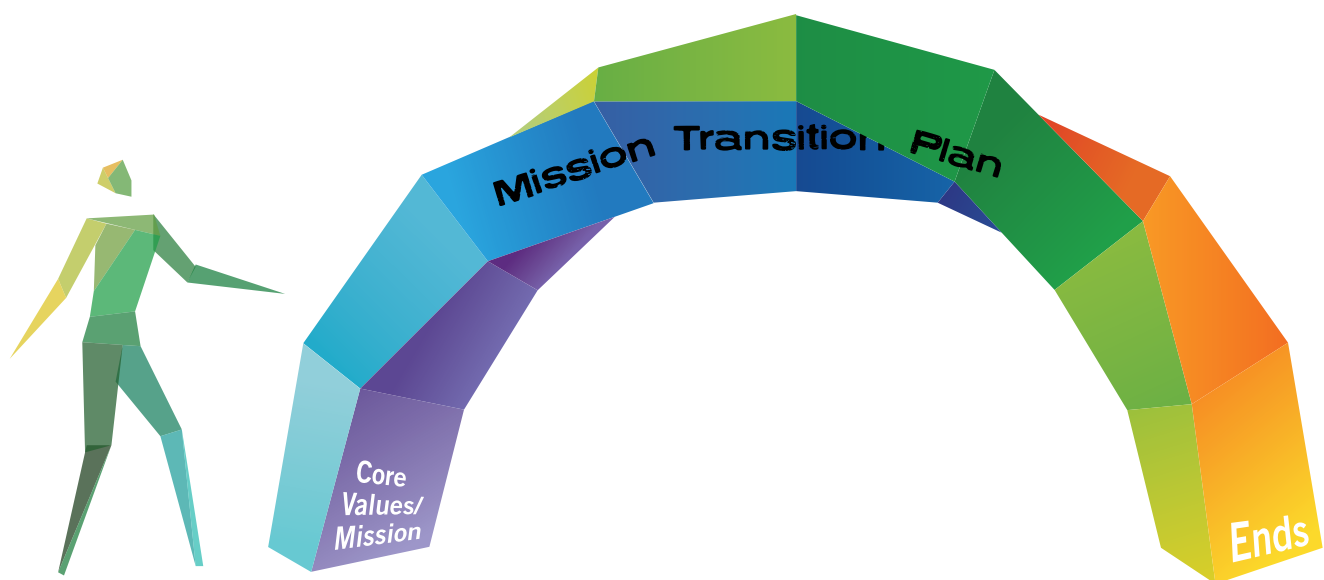 Mission Transition Plan
Core
Values/
Mission
Ends